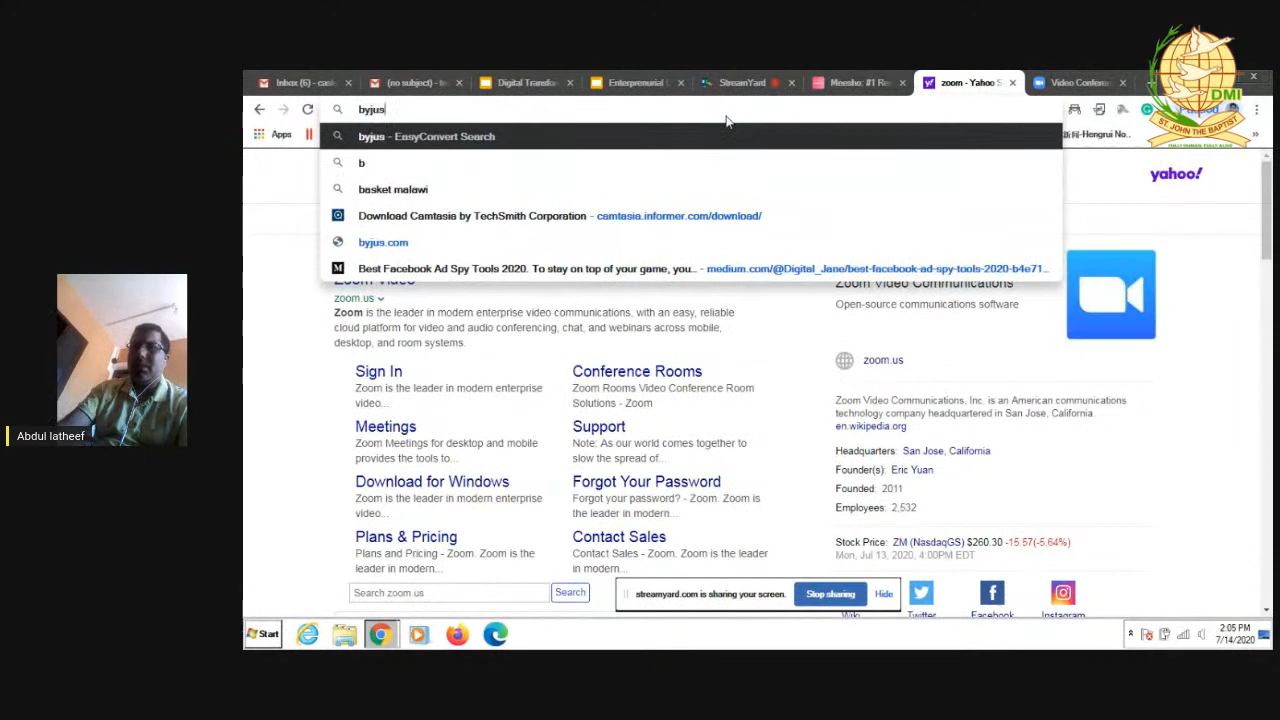 Inbox (6) - cank
(no subject) - te
Digital Transfor
Enterprenurial L
StreamYard
Meesho: #1 Re
zoom - Yahoo S
Video Conferen
DMI
ST. JOHN THE BAPTIST
byjus
Apps
新闻-Hengrui No..
byjus - EasyConvert Search
b
basket malawi
Download Camtasia by TechSmith Corporation - camtasia.informer.com/download/
byjus.com
Best Facebook Ad Spy Tools 2020. To stay on top of your game, you... - medium.com/@Digital_Jane/best-facebook-ad-spy-tools-2020-b4e71...
yahoo!
Zoom Video
zoom.us
Zoom is the leader in modern enterprise video communications, with an easy, reliable
cloud platform for video and audio conferencing, chat, and webinars across mobile,
desktop, and room systems.
Sign In
Zoom is the leader in modern enterprise
video...
Conference Rooms
Zoom Rooms Video Conference Room
Solutions - Zoom
Meetings
Zoom Meetings for desktop and mobile
provides the tools to...
Support
Note: As our world comes together to
slow the spread of...
Download for Windows
Zoom is the leader in modern enterprise
video...
Forgot Your Password
Forgot your password? - Zoom. Zoom is
the leader in modern...
Plans & Pricing
Plans and Pricing - Zoom. Zoom is the
leader in modern...
Contact Sales
Contact Sales - Zoom. Zoom is the leader
in modern...
Search zoom.us
Search
Zoom Video Communications
Open-source communications software
zoom.us
Zoom Video Communications, Inc. is an American communications
technology company headquartered in San Jose, California.
en.wikipedia.org
Headquarters: San Jose, California
Founder(s): Eric Yuan
Founded: 2011
Employees: 2,532
Stock Price: ZM (NasdaqGS) $260.30 -15.57(-5.64%)
Mon, Jul 13, 2020, 4:00PM EDT
Wiki
Twitter
Facebook
Instagram
streamyard.com is sharing your screen.
Stop sharing
Hide
Start
2:05 PM
7/14/2020
Abdul latheef